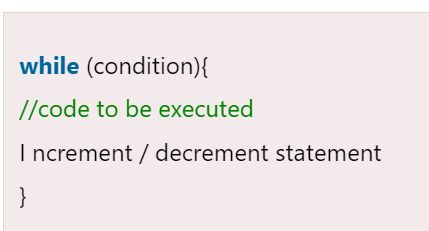 while (condition){
//code to be executed
I ncrement / decrement statement
}